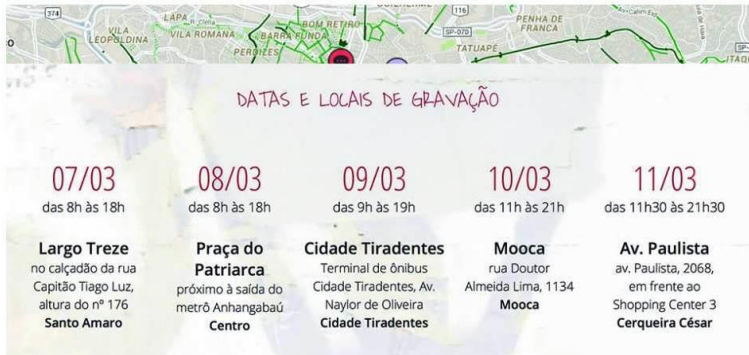 374
LAPA
R. Clélia
VILA
LEOPOLDINA
VILA ROMANA
PERDIZES
BARRA FUNDA
BOM RETIRO
116
SP-070
TATUAPÉ
PENHA DE
FRANCA
DATAS E LOCAIS DE GRAVAÇÃO
07/03
das 8h às 18h
Largo Treze
no calçadão da rua
Capitão Tiago Luz,
altura do nº 176
Santo Amaro
08/03
das 8h às 18h
Praça do
Patriarca
próximo à saída do
metrô Anhangabaú
Centro
09/03
das 9h às 19h
Cidade Tiradentes
Terminal de ônibus
Cidade Tiradentes, Av.
Naylor de Oliveira
Cidade Tiradentes
10/03
das 11h às 21h
Mooca
rua Doutor
Almeida Lima, 1134
Mooca
11/03
das 11h30 às 21h30
Av. Paulista
av. Paulista, 2068,
em frente ao
Shopping Center 3
Cerqueira César